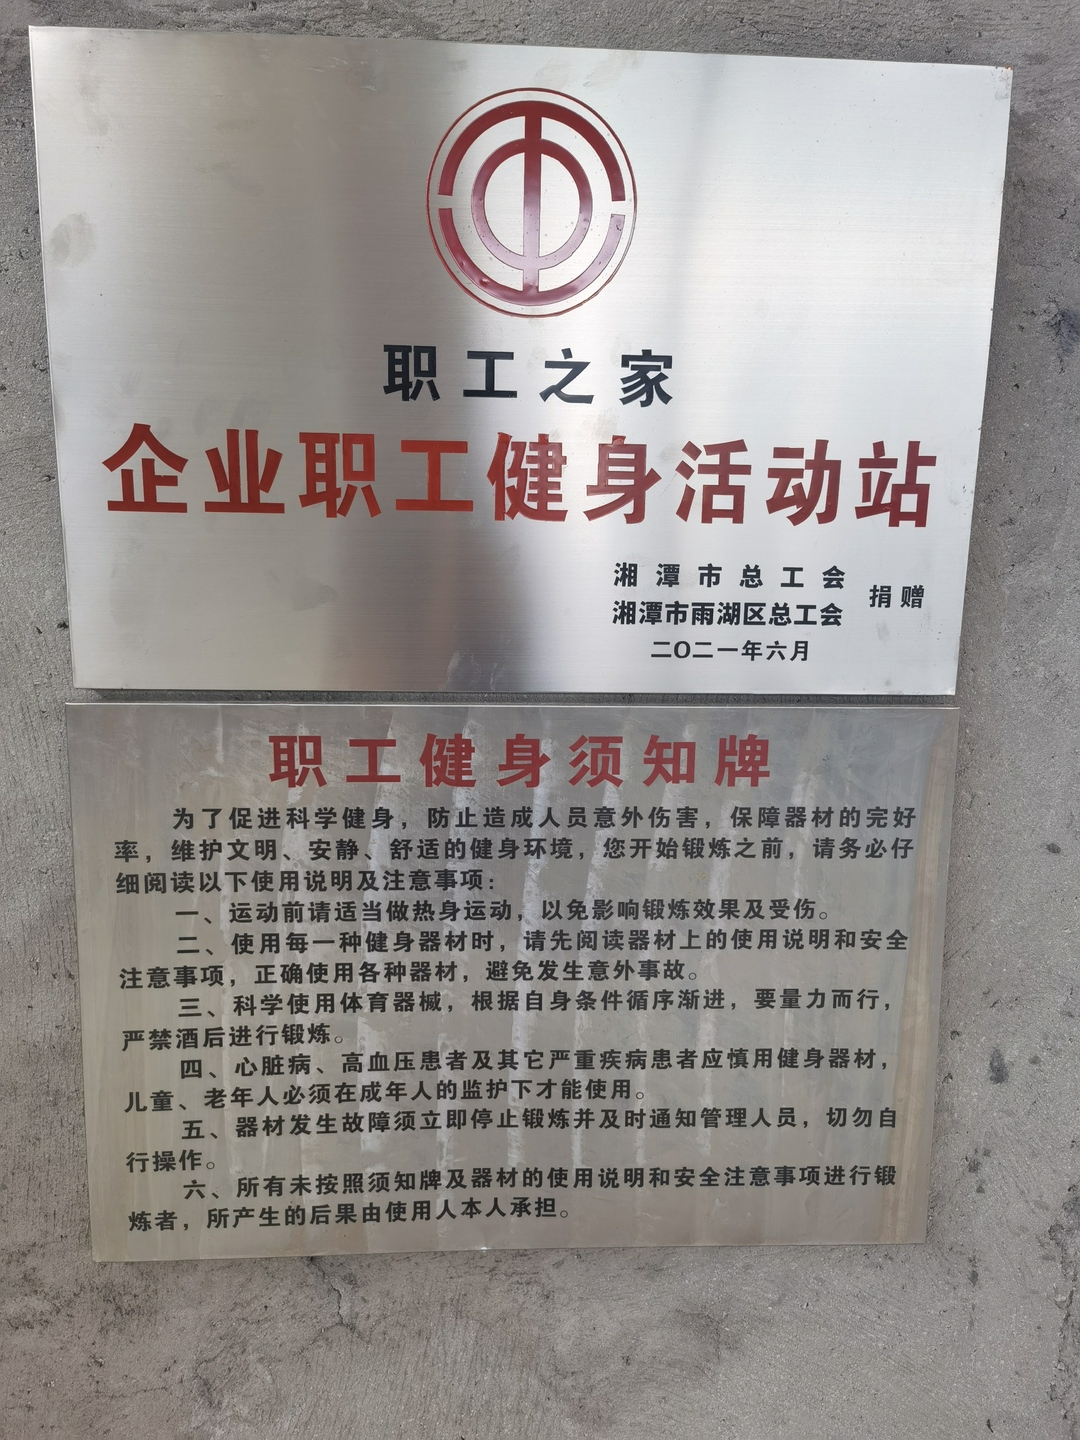 职工之家
企业职工健身活动站
湘潭市总工会
湘潭市雨湖区总工会
捐赠
二〇二一年六月
职工健身须知牌
为了促进科学健身，防止造成人员意外伤害，保障器材的完好
率，维护文明、安静、舒适的健身环境，您开始锻炼之前，请务必仔
细阅读以下使用说明及注意事项：
一、运动前请适当做热身运动，以免影响锻炼效果及受伤。
二、使用每一种健身器材时，请先阅读器材上的使用说明和安全
注意事项，正确使用各种器材，避免发生意外事故。
三、科学使用体育器械，根据自身条件循序渐进，要量力而行，
严禁酒后进行锻炼。
四、心脏病、高血压患者及其它严重疾病患者应慎用健身器材，
儿童、老年人必须在成年人的监护下才能使用。
五、器材发生故障须立即停止锻炼并及时通知管理人员，切勿自
行操作。
六、所有未按照须知牌及器材的使用说明和安全注意事项进行锻
炼者，所产生的后果由使用人本人承担。